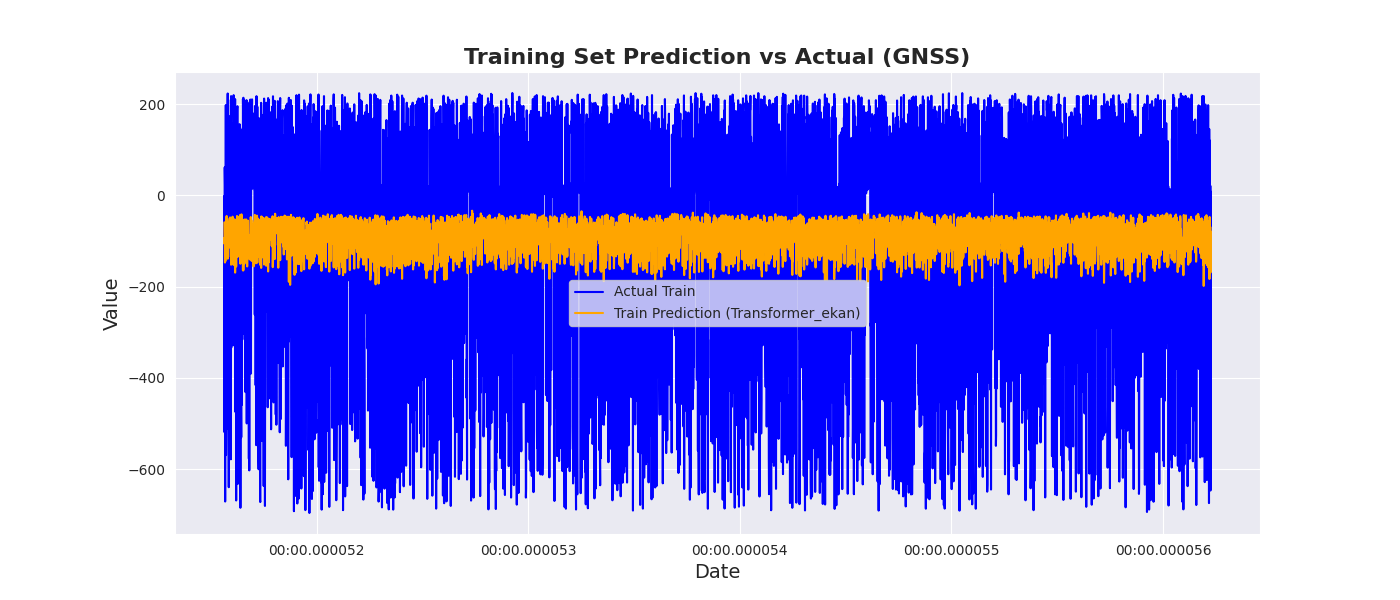 Training Set Prediction vs Actual (GNSS)
Value
200
0
−200
−400
−600
Actual Train
Train Prediction (Transformer_ekan)
00:00.000052
00:00.000053
00:00.000054
00:00.000055
00:00.000056
Date